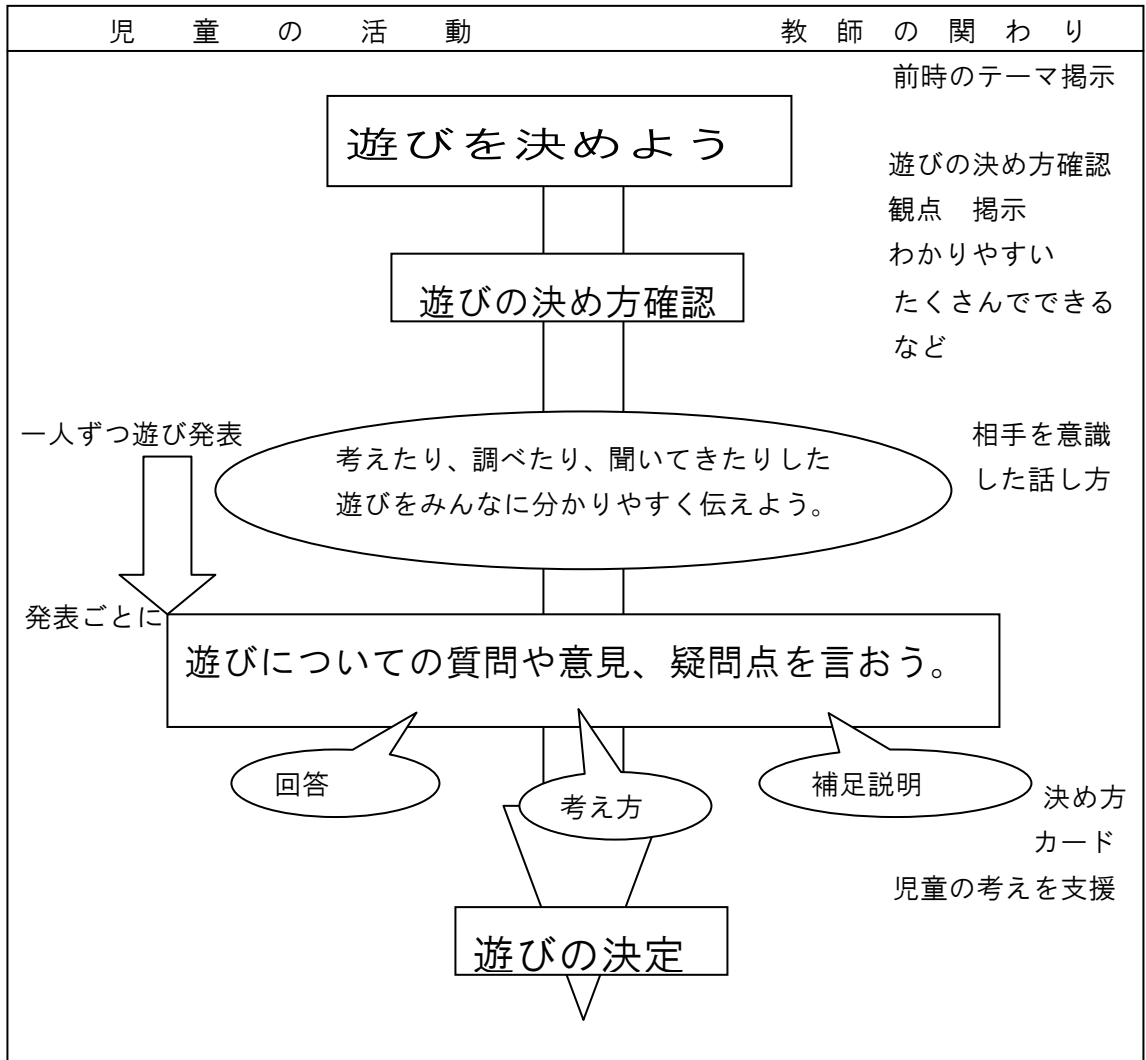 児童の活動　教師の関わり
前時のテーマ掲示
遊びを決めよう
遊びの決め方確認
観点　掲示
わかりやすい
遊びの決め方確認
たくさんでできる
など
一人ずつ遊び発表
考えたり、調べたり、聞いてきたりした
遊びをみんなに分かりやすく伝えよう。
相手を意識
した話し方
発表ごとに
遊びについての質問や意見、疑問点を言おう。
回答
考え方
補足説明
決め方
カード
児童の考えを支援
遊びの決定